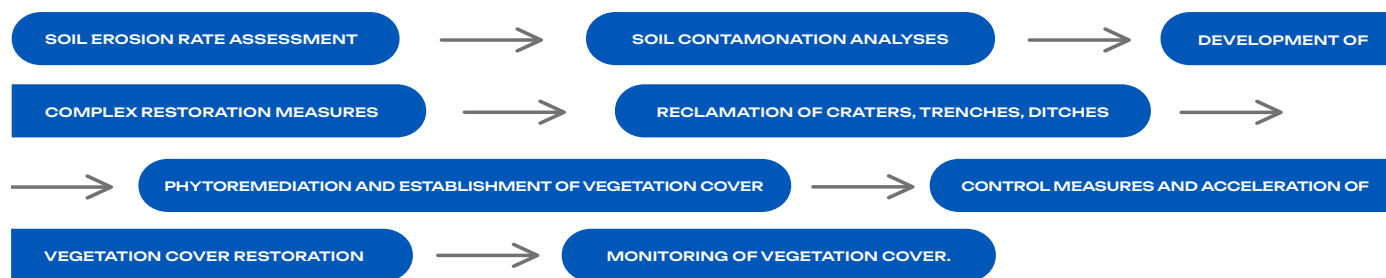 SOIL EROSION RATE ASSESSMENT
SOIL CONTAMONATION ANALYSES
DEVELOPMENT OF
COMPLEX RESTORATION MEASURES
RECLAMATION OF CRATERS, TRENCHES, DITCHES
PHYTOREMEDIATION AND ESTABLISHMENT OF VEGETATION COVER
CONTROL MEASURES AND ACCELERATION OF
VEGETATION COVER RESTORATION
MONITORING OF VEGETATION COVER.